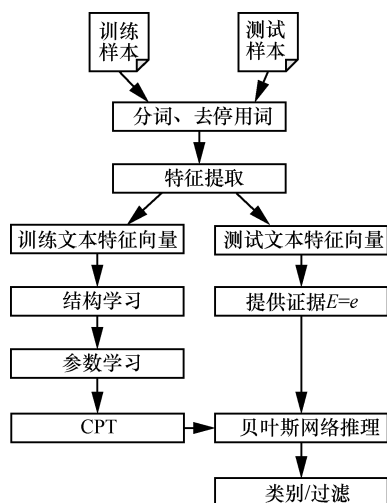 训练
样本
测试
样本
分词、去停用词
特征提取
训练文本特征向量
测试文本特征向量
结构学习
提供证据E=e
参数学习
CPT
贝叶斯网络推理
类别/过滤